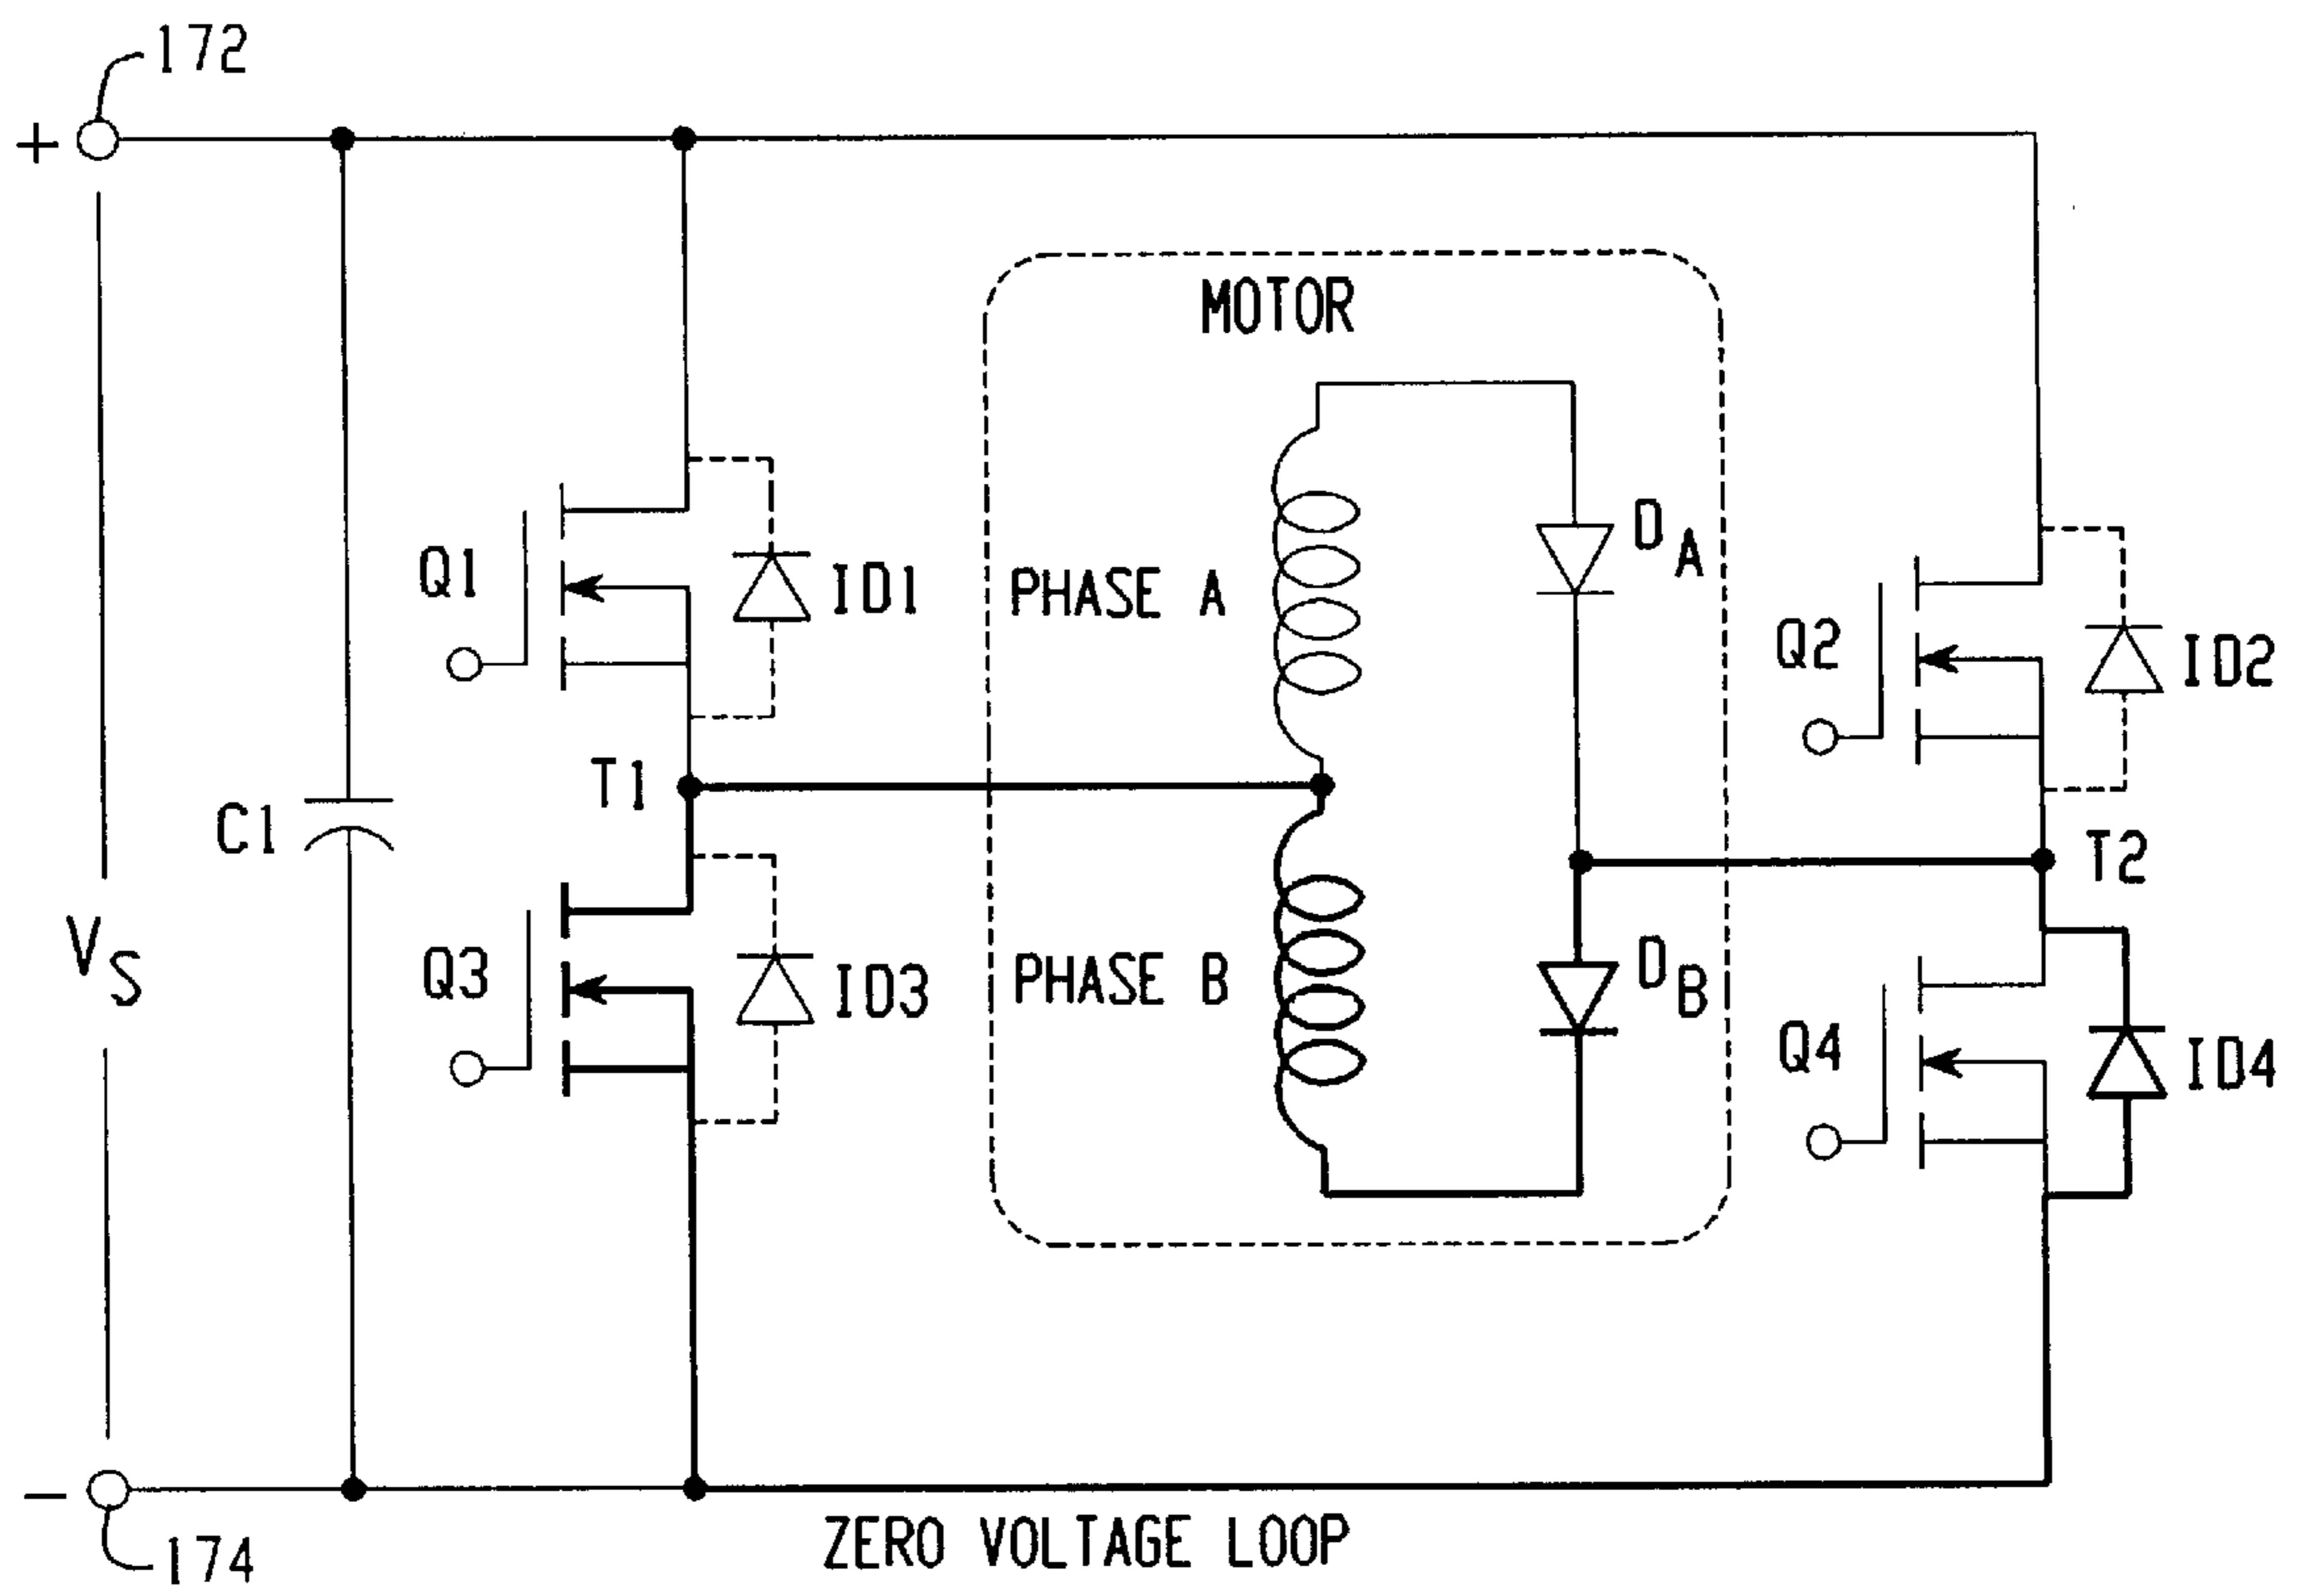 172
+
MOTOR
Q1
ID1
PHASE A
DA
Q2
ID2
T1
C1
T2
VS
Q3
ID3
PHASE B
DB
Q4
ID4
−
174
ZERO VOLTAGE LOOP